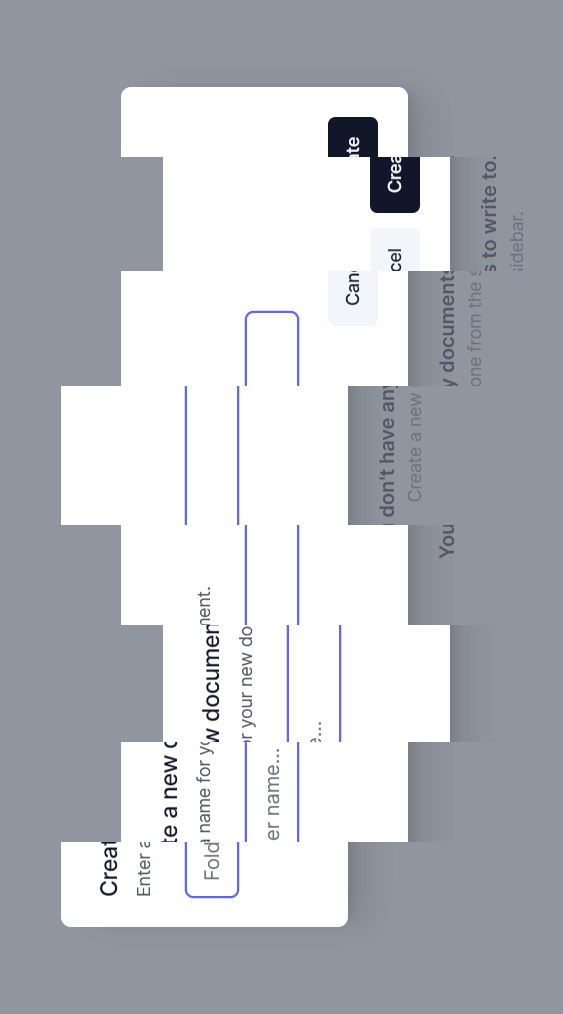 Create a new document
Enter a name for your new document.
Folder name...
Cancel
Create
You don't have any documents to write to.
Create a new one from the sidebar.